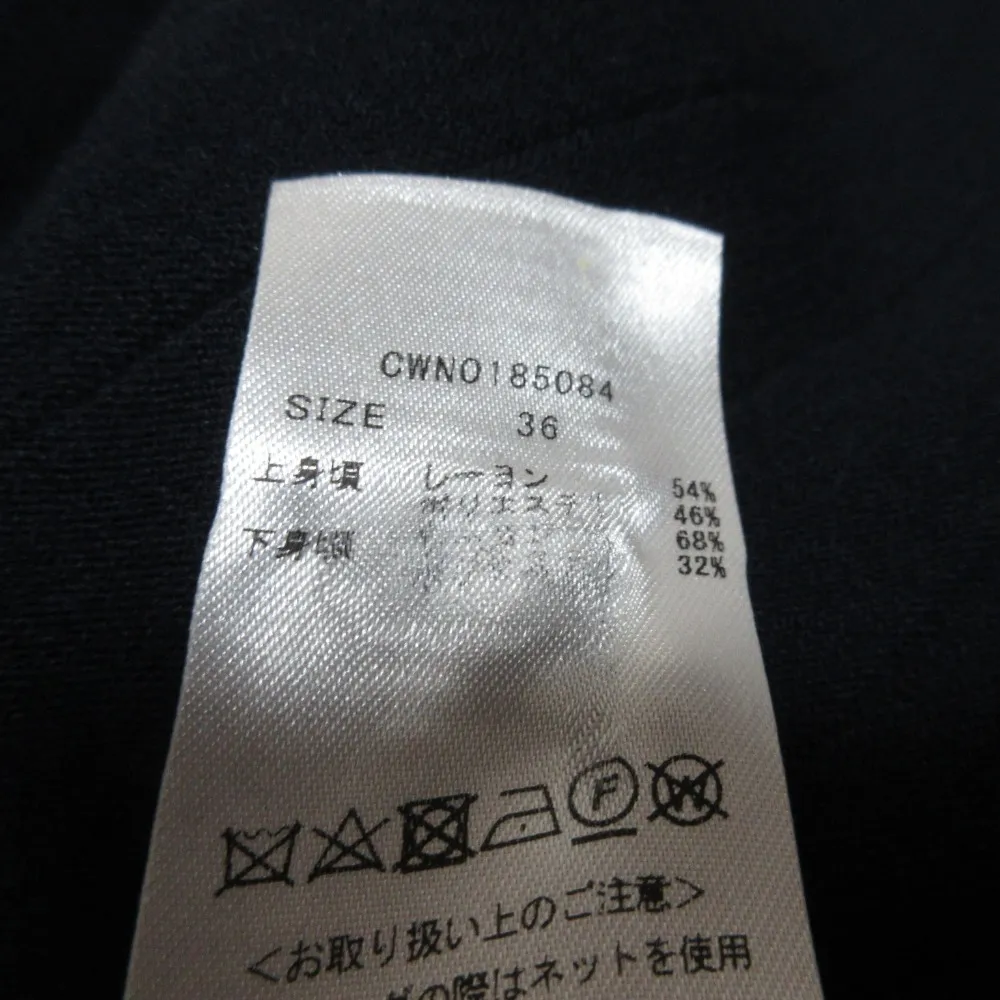 CWNO185084
SIZE 36
上身頃 レーヨン 54%
ポリエステル 46%
下身頃 68%
32%
F
W
<お取り扱い上のご注意>
の際はネットを使用